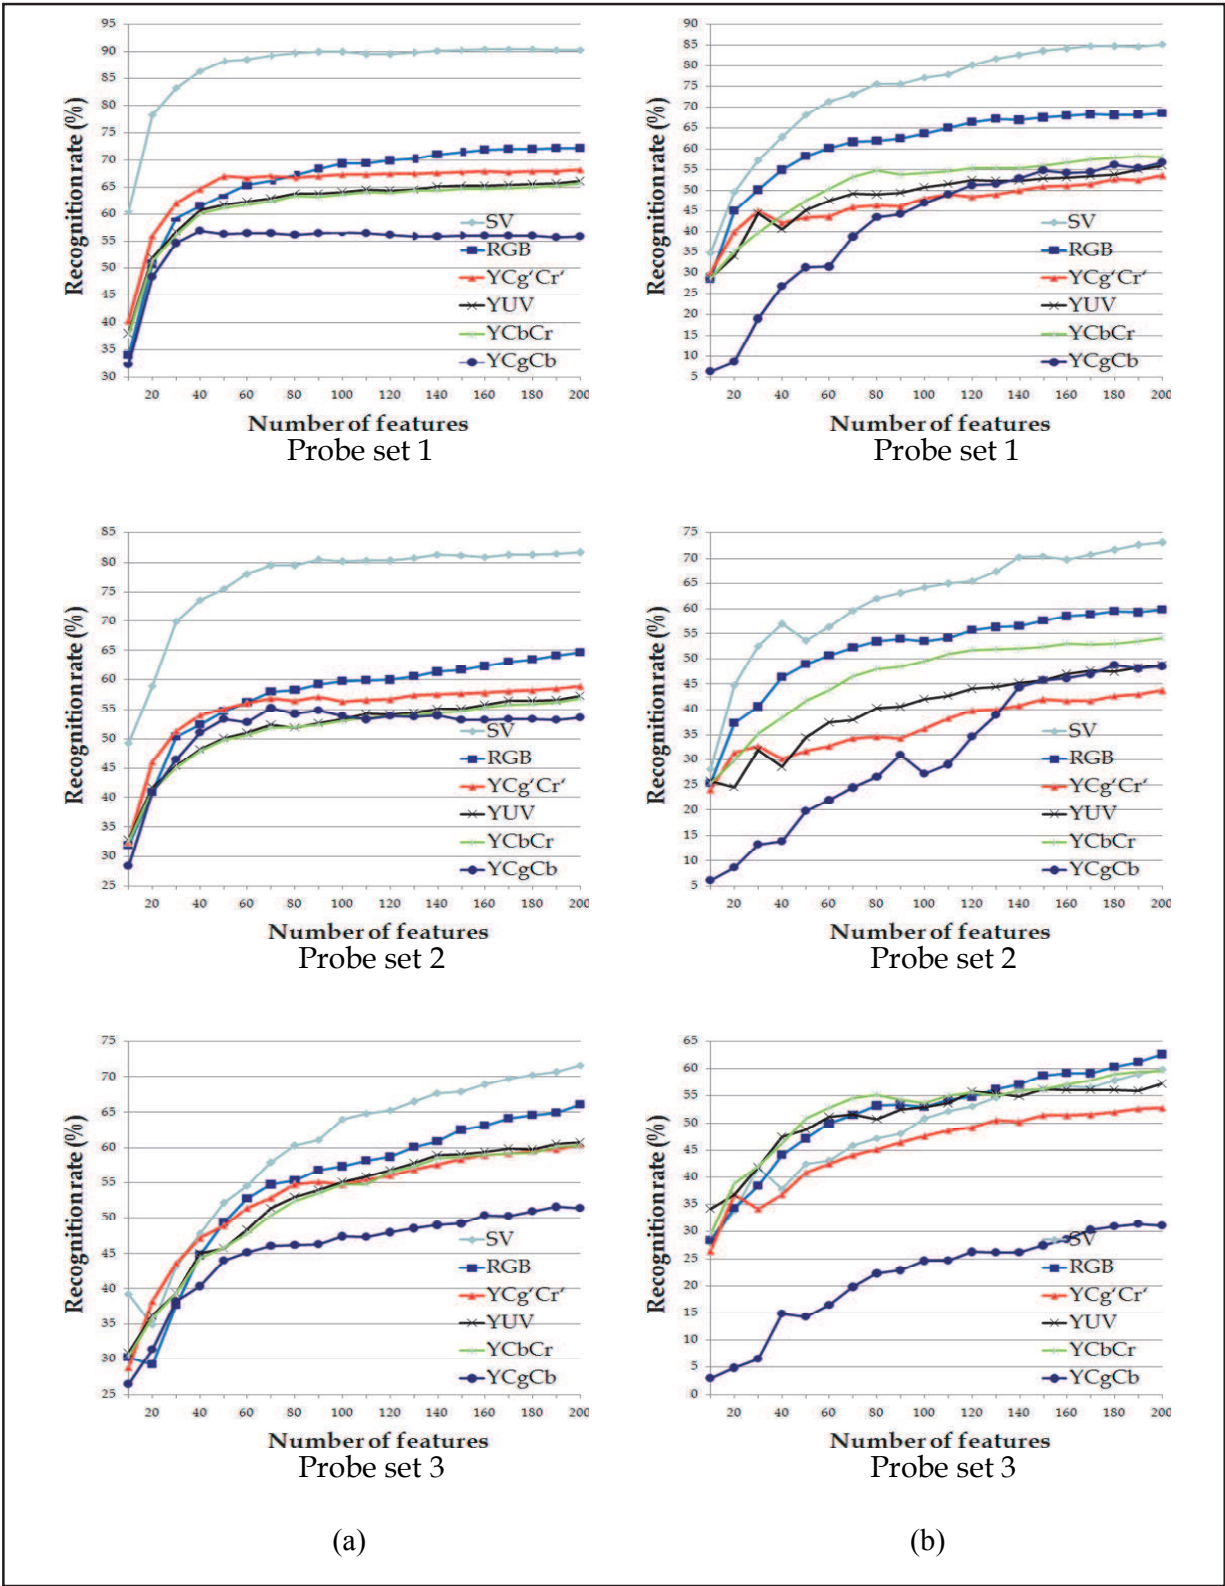 95
90
85
80
75
70
65
60
55
50
45
40
35
30
Recognition rate (%)
SV
RGB
YCg'Cr'
YUV
YCbCr
YCgCb
20 40 60 80 100 120 140 160 180 200
Number of features
Probe set 1
90
85
80
75
70
65
60
55
50
45
40
35
30
25
20
15
10
5
Recognition rate (%)
SV
RGB
YCg'Cr'
YUV
YCbCr
YCgCb
20 40 60 80 100 120 140 160 180 200
Number of features
Probe set 1
85
80
75
70
65
60
55
50
45
40
35
30
25
Recognition rate (%)
SV
RGB
YCg'Cr'
YUV
YCbCr
YCgCb
20 40 60 80 100 120 140 160 180 200
Number of features
Probe set 2
75
70
65
60
55
50
45
40
35
30
25
20
15
10
5
Recognition rate (%)
SV
RGB
YCg'Cr'
YUV
YCbCr
YCgCb
20 40 60 80 100 120 140 160 180 200
Number of features
Probe set 2
75
70
65
60
55
50
45
40
35
30
25
Recognition rate (%)
SV
RGB
YCg'Cr'
YUV
YCbCr
YCgCb
20 40 60 80 100 120 140 160 180 200
Number of features
Probe set 3
65
60
55
50
45
40
35
30
25
20
15
10
5
0
Recognition rate (%)
SV
RGB
YCg'Cr'
YUV
YCbCr
YCgCb
20 40 60 80 100 120 140 160 180 200
Number of features
Probe set 3
(a)
(b)